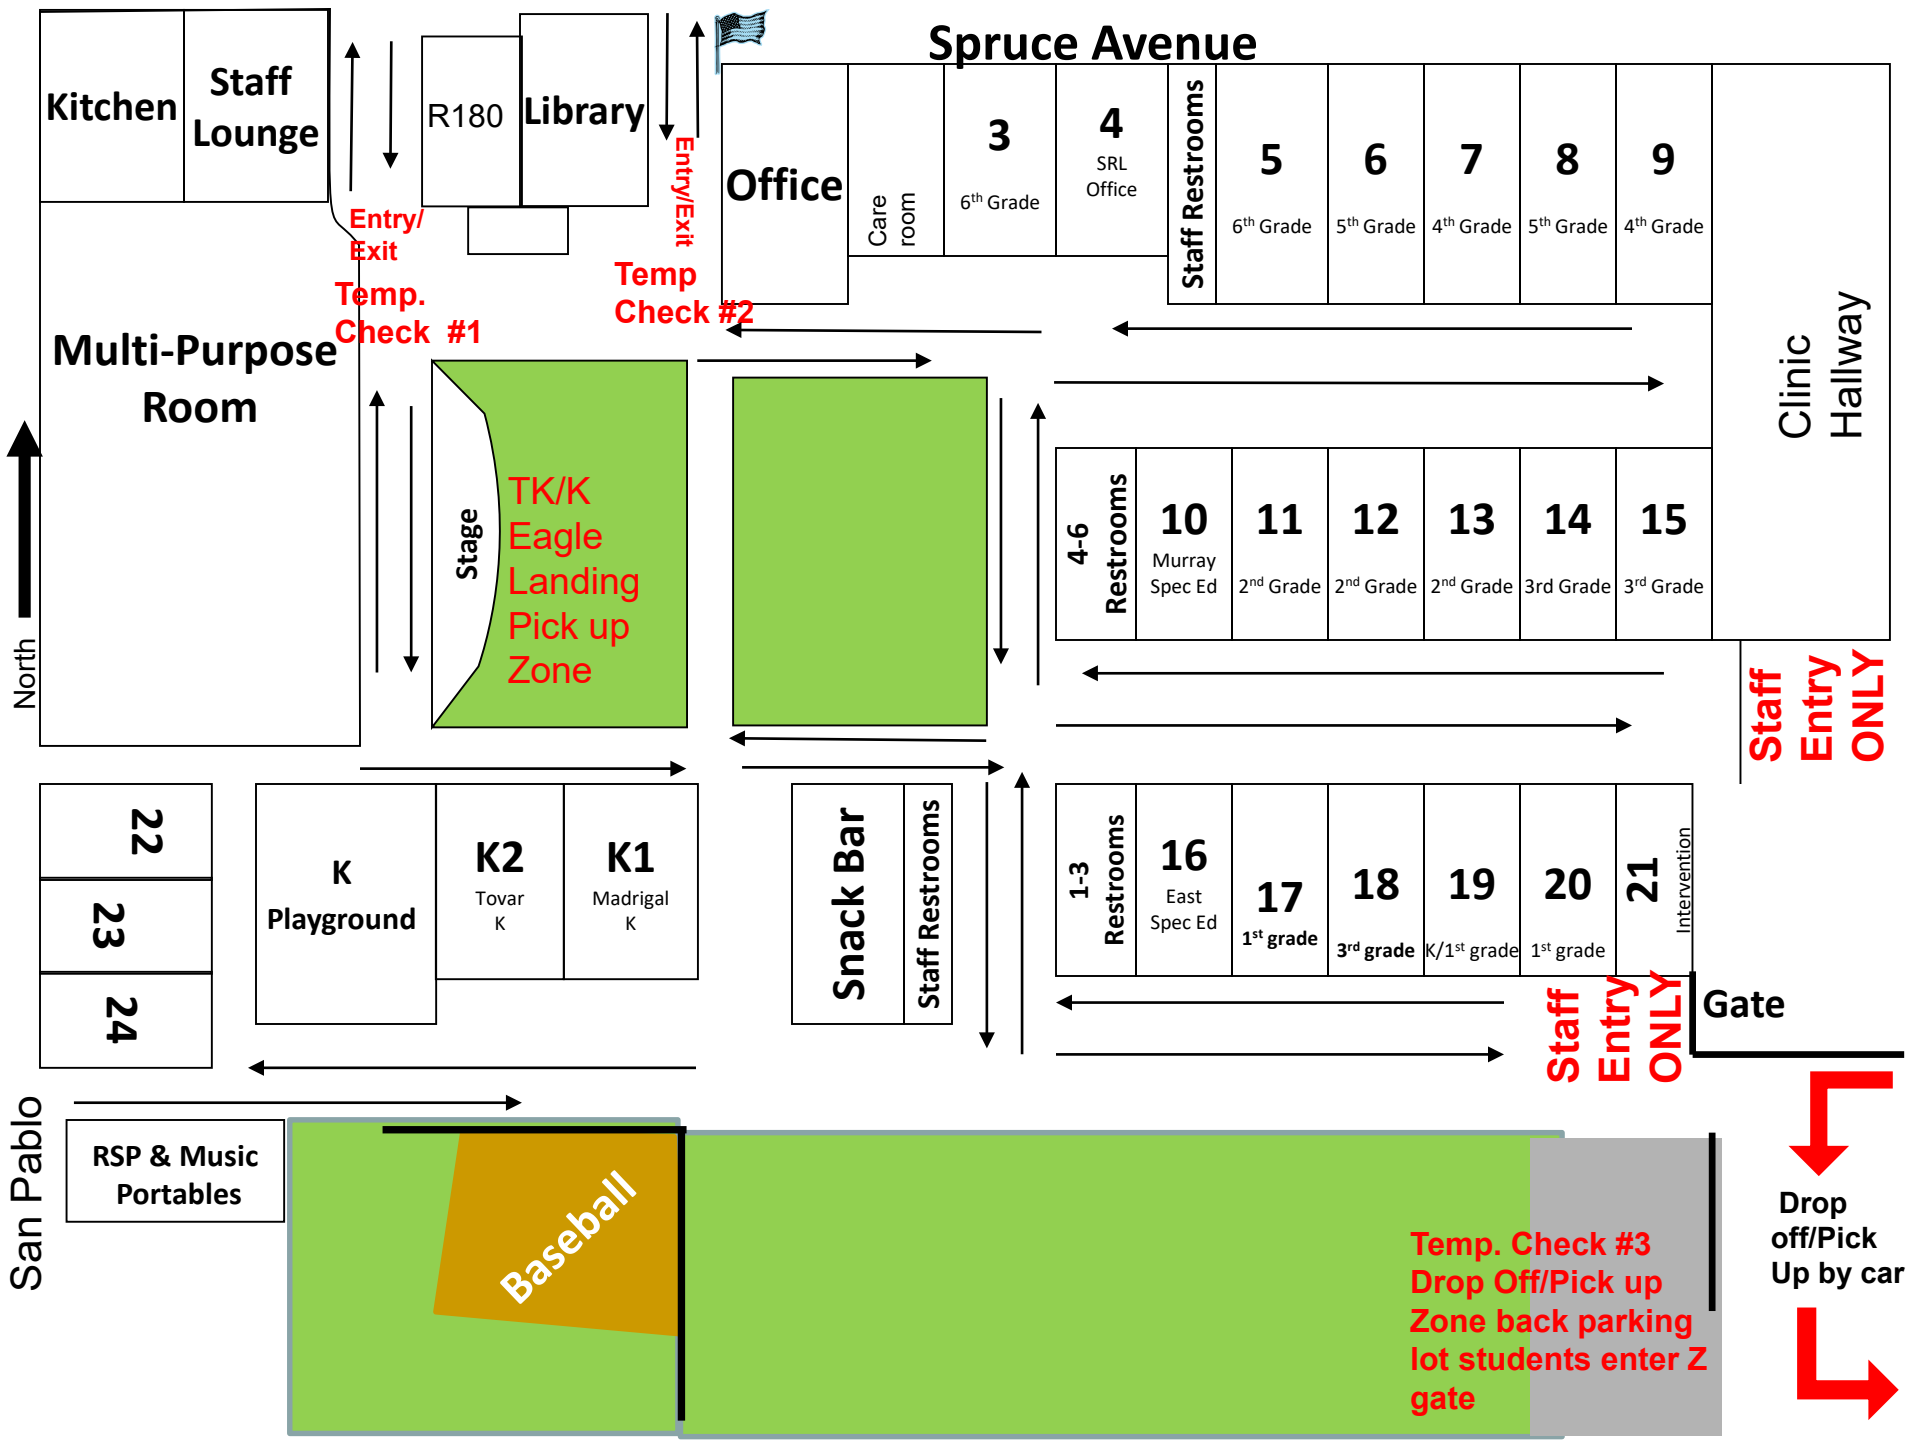 Spruce Avenue
Kitchen
Staff
Lounge
R180
Library
Entry/
Exit
Temp.
Check #1
Entry/Exit
Temp
Check #2
Office
Care
room
3
6th Grade
4
SRL
Office
Staff Restrooms
5
6th Grade
6
5th Grade
7
4th Grade
8
5th Grade
9
4th Grade
Clinic
Hallway
Multi-Purpose
Room
North
Stage
TK/K
Eagle
Landing
Pick up
Zone
4-6
Restrooms
10
Murray
Spec Ed
11
2nd Grade
12
2nd Grade
13
2nd Grade
14
3rd Grade
15
3rd Grade
Staff
Entry
ONLY
22
23
24
K
Playground
K2
Tovar
K
K1
Madrigal
K
Snack Bar
Staff Restrooms
1-3
Restrooms
16
East
Spec Ed
17
1st grade
18
3rd grade
19
K/1st grade
20
1st grade
21
Intervention
Staff
Entry
ONLY
Gate
San Pablo
RSP & Music
Portables
Baseball
Temp. Check #3
Drop Off/Pick up
Zone back parking
lot students enter Z
gate
Drop
off/Pick
Up by car